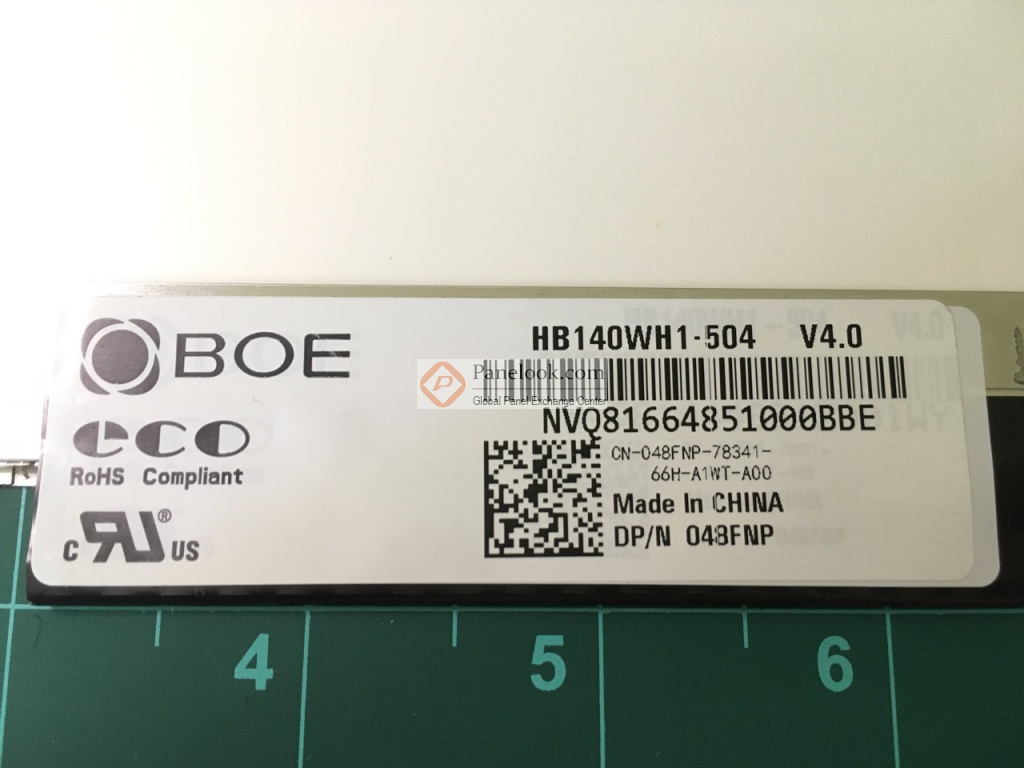 BOE
HB140WH1-504 V4.0
Panelook.com
Global Panel Exchange Center
NVQ81664851000BBE
eco
RoHS Compliant
CN-048FNP-78341-
66H-A1WT-A00
Made In CHINA
DP/N 048FNP
C RU ® US
4 5 6